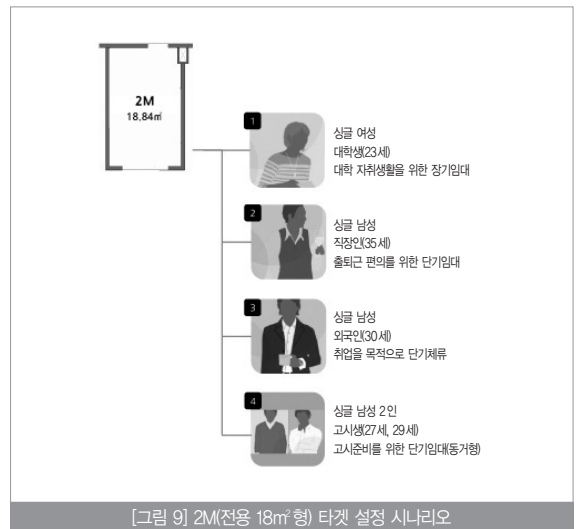 2M
18.84㎡
1
싱글 여성
대학생(23세)
대학 자취생활을 위한 장기임대
2
싱글 남성
직장인(35세)
출퇴근 편의를 위한 단기임대
3
싱글 남성
외국인(30세)
취업을 목적으로 단기체류
4
싱글 남성 2인
고시생(27세, 29세)
고시준비를 위한 단기임대(동거형)
[그림 9] 2M(전용 18㎡형) 타겟 설정 시나리오